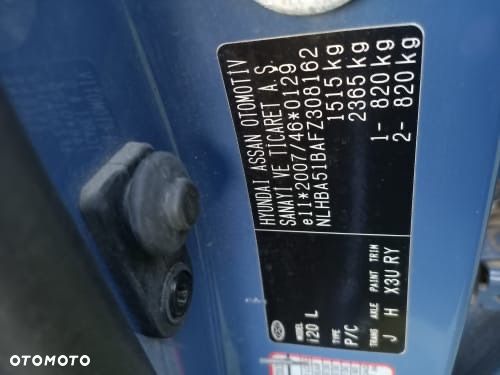 HYUNDAI ASSAN OTOMOTİV
SANAYİ VE TİCARET A.Ş.
e11*2007/46*0129
NLHBA51BAFZ308162
1515 kg
2365 kg
1- 820 kg
2- 820 kg
MODEL
i20 L
TYPE
P/C
TRANS AXLE PAINT TRIM
J H X3U RY
OTOMOTO